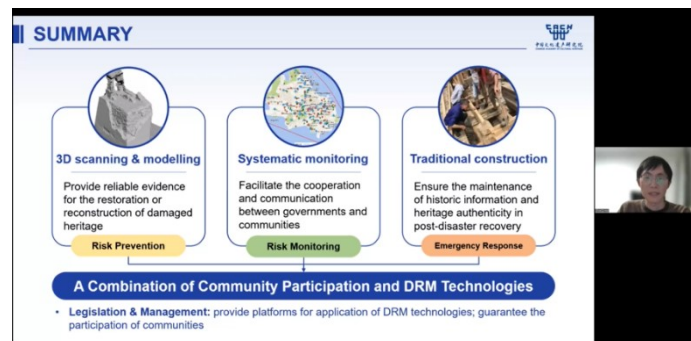 SUMMARY
CACH
3D scanning & modelling
Provide reliable evidence
for the restoration or
reconstruction of damaged
heritage
Risk Prevention
Systematic monitoring
Facilitate the cooperation
and communication
between governments and
communities
Risk Monitoring
Traditional construction
Ensure the maintenance
of historic information and
heritage authenticity in
post-disaster recovery
Emergency Response
A Combination of Community Participation and DRM Technologies
• Legislation & Management: provide platforms for application of DRM technologies; guarantee the
participation of communities